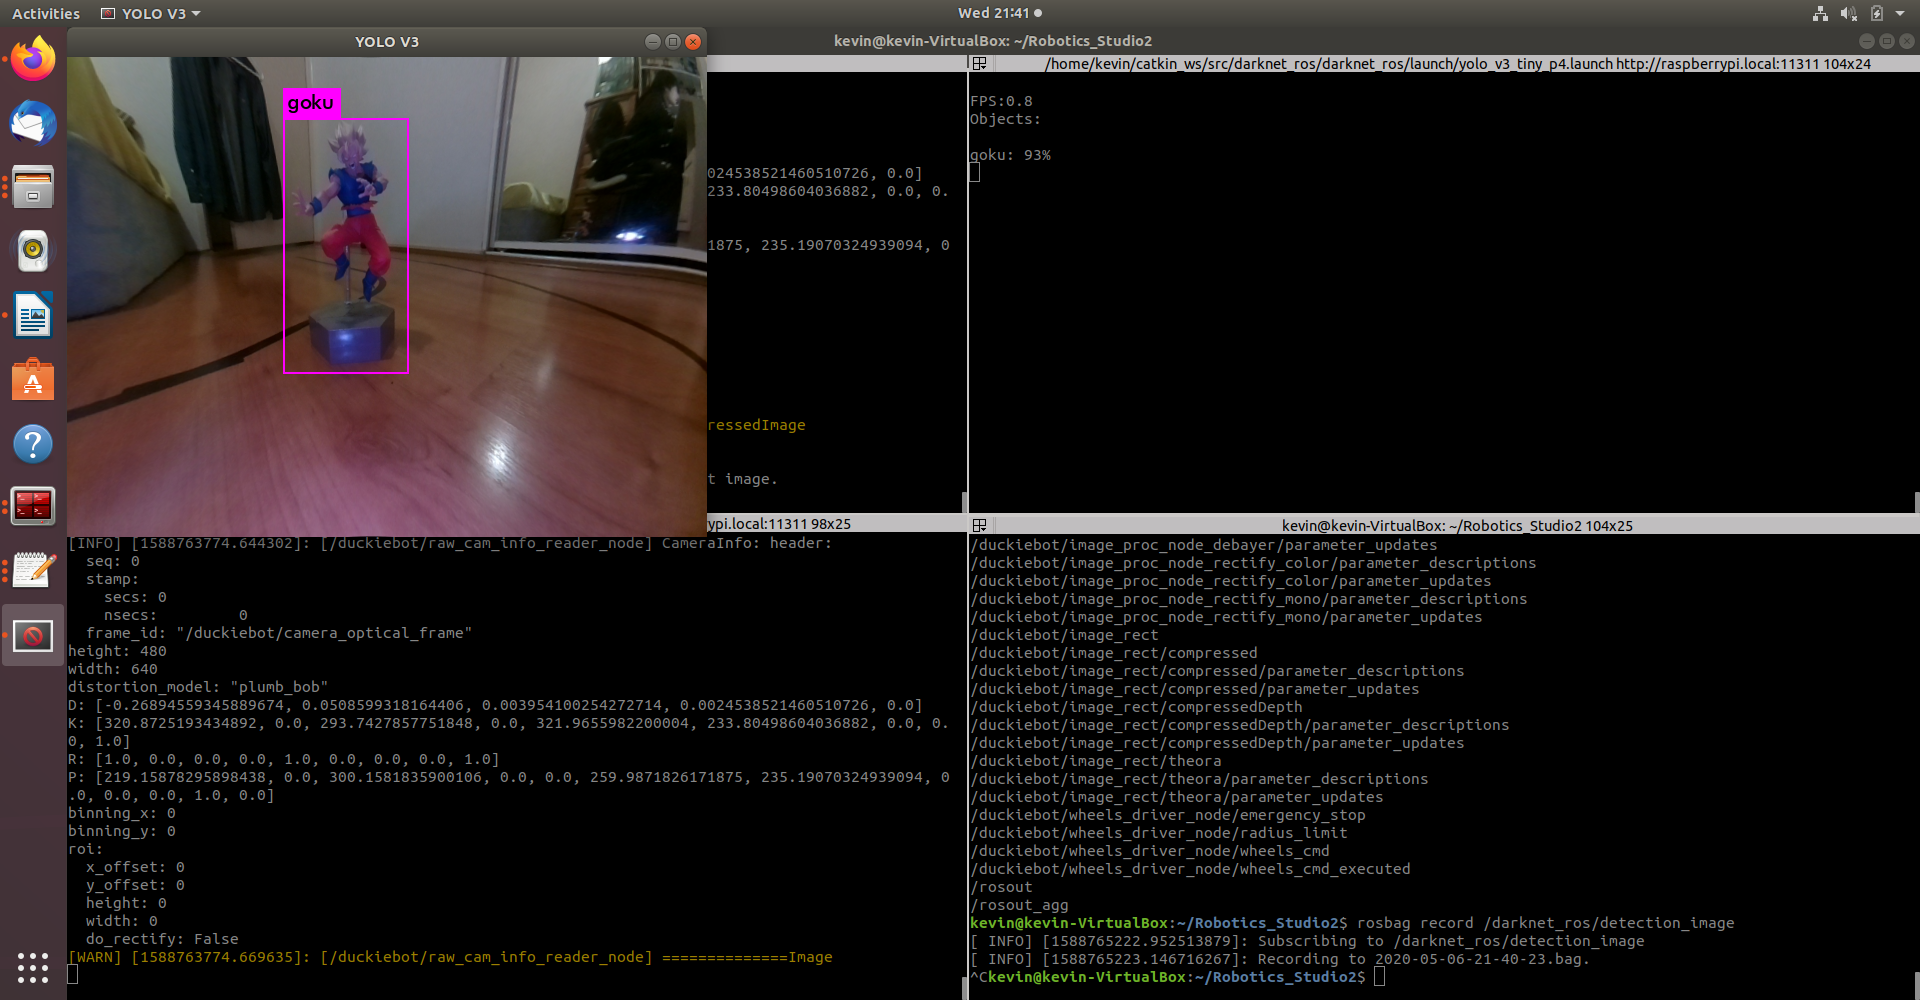 Activities
YOLO V3
Wed 21:41
YOLO V3
goku
kevin@kevin-VirtualBox: ~/Robotics_Studio2
0024538521460510726, 0.0]
233.80498604036882, 0.0, 0.
1875, 235.19070324939094, 0
ressedImage
t image.
/home/kevin/catkin_ws/src/darknet_ros/darknet_ros/launch/yolo_v3_tiny_p4.launch http://raspberrypi.local:11311 104x24
FPS:0.8
Objects:
goku: 93%
ypi.local:11311 98x25
[INFO] [1588763774.644302]: [/duckiebot/raw_cam_info_reader_node] CameraInfo: header:
  seq: 0
  stamp:
    secs: 0
    nsecs:         0
  frame_id: "/duckiebot/camera_optical_frame"
height: 480
width: 640
distortion_model: "plumb_bob"
D: [-0.26894559345889674, 0.0508599318164406, 0.003954100254272714, 0.0024538521460510726, 0.0]
K: [320.8725193434892, 0.0, 293.7427857751848, 0.0, 321.9655982200004, 233.80498604036882, 0.0, 0.
0, 1.0]
R: [1.0, 0.0, 0.0, 0.0, 1.0, 0.0, 0.0, 0.0, 1.0]
P: [219.15878295898438, 0.0, 300.1581835900106, 0.0, 0.0, 259.9871826171875, 235.19070324939094, 0
.0, 0.0, 0.0, 1.0, 0.0]
binning_x: 0
binning_y: 0
roi:
  x_offset: 0
  y_offset: 0
  height: 0
  width: 0
  do_rectify: False
[WARN] [1588763774.669635]: [/duckiebot/raw_cam_info_reader_node] ==============Image
kevin@kevin-VirtualBox: ~/Robotics_Studio2 104x25
/duckiebot/image_proc_node_debayer/parameter_updates
/duckiebot/image_proc_node_rectify_color/parameter_descriptions
/duckiebot/image_proc_node_rectify_color/parameter_updates
/duckiebot/image_proc_node_rectify_mono/parameter_descriptions
/duckiebot/image_proc_node_rectify_mono/parameter_updates
/duckiebot/image_rect
/duckiebot/image_rect/compressed
/duckiebot/image_rect/compressed/parameter_descriptions
/duckiebot/image_rect/compressed/parameter_updates
/duckiebot/image_rect/compressedDepth
/duckiebot/image_rect/compressedDepth/parameter_descriptions
/duckiebot/image_rect/compressedDepth/parameter_updates
/duckiebot/image_rect/theora
/duckiebot/image_rect/theora/parameter_descriptions
/duckiebot/image_rect/theora/parameter_updates
/duckiebot/wheels_driver_node/emergency_stop
/duckiebot/wheels_driver_node/radius_limit
/duckiebot/wheels_driver_node/wheels_cmd
/duckiebot/wheels_driver_node/wheels_cmd_executed
/rosout
/rosout_agg
kevin@kevin-VirtualBox:~/Robotics_Studio2$ rosbag record /darknet_ros/detection_image
[ INFO] [1588765222.952513879]: Subscribing to /darknet_ros/detection_image
[ INFO] [1588765223.146716267]: Recording to 2020-05-06-21-40-23.bag.
^Ckevin@kevin-VirtualBox:~/Robotics_Studio2$